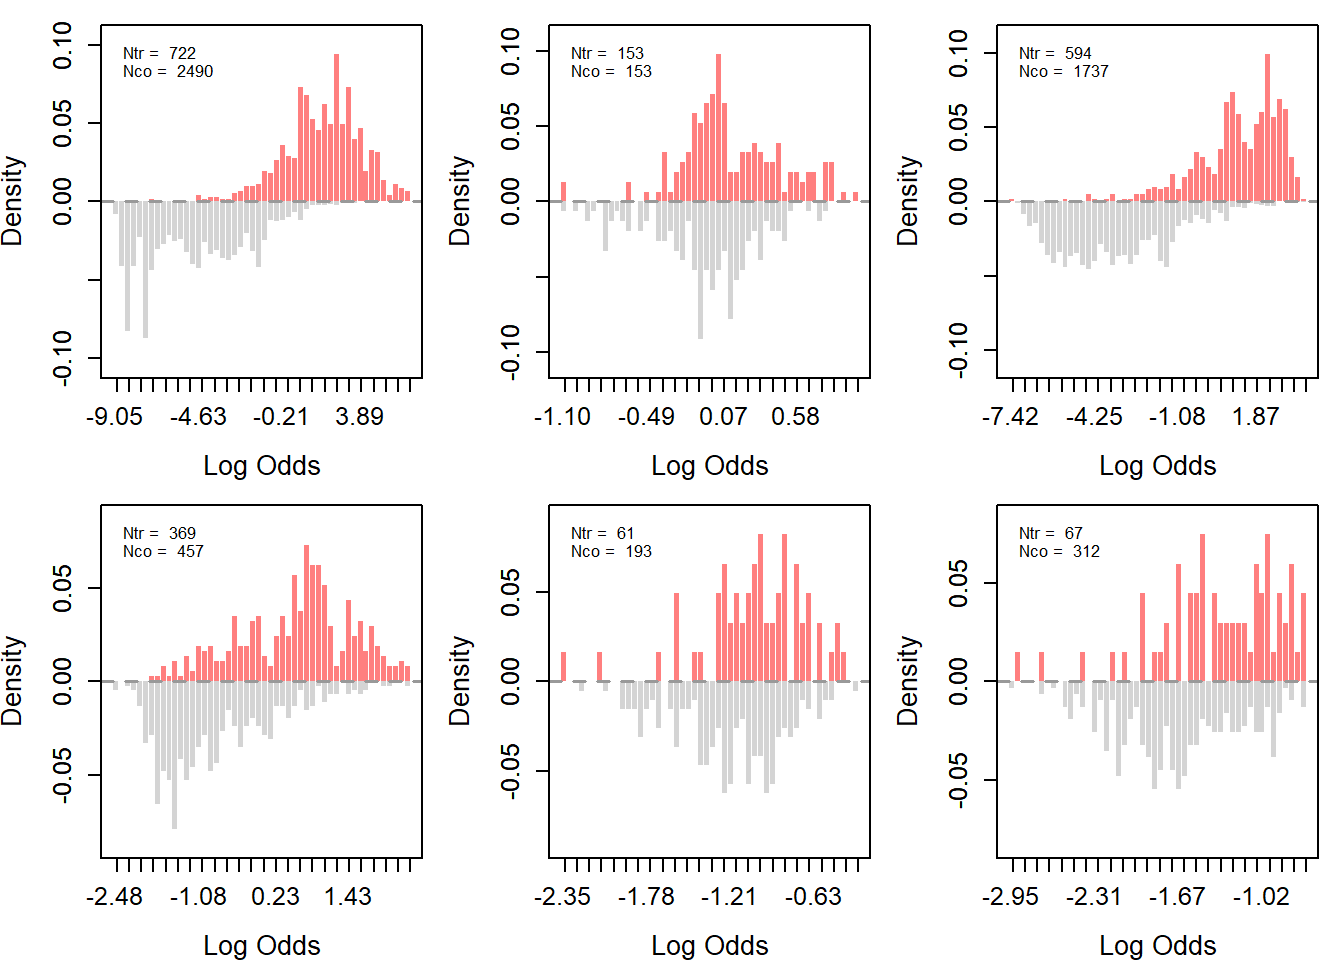 Ntr = 722
Nco = 2490
Density
0.10
0.05
0.00
-0.10
-9.05 -4.63 -0.21 3.89
Log Odds
Ntr = 153
Nco = 153
Density
0.10
0.05
0.00
-0.10
-1.10 -0.49 0.07 0.58
Log Odds
Ntr = 594
Nco = 1737
Density
0.10
0.05
0.00
-0.10
-7.42 -4.25 -1.08 1.87
Log Odds
Ntr = 369
Nco = 457
Density
0.05
0.00
-0.05
-2.48 -1.08 0.23 1.43
Log Odds
Ntr = 61
Nco = 193
Density
0.05
0.00
-0.05
-2.35 -1.78 -1.21 -0.63
Log Odds
Ntr = 67
Nco = 312
Density
0.05
0.00
-0.05
-2.95 -2.31 -1.67 -1.02
Log Odds